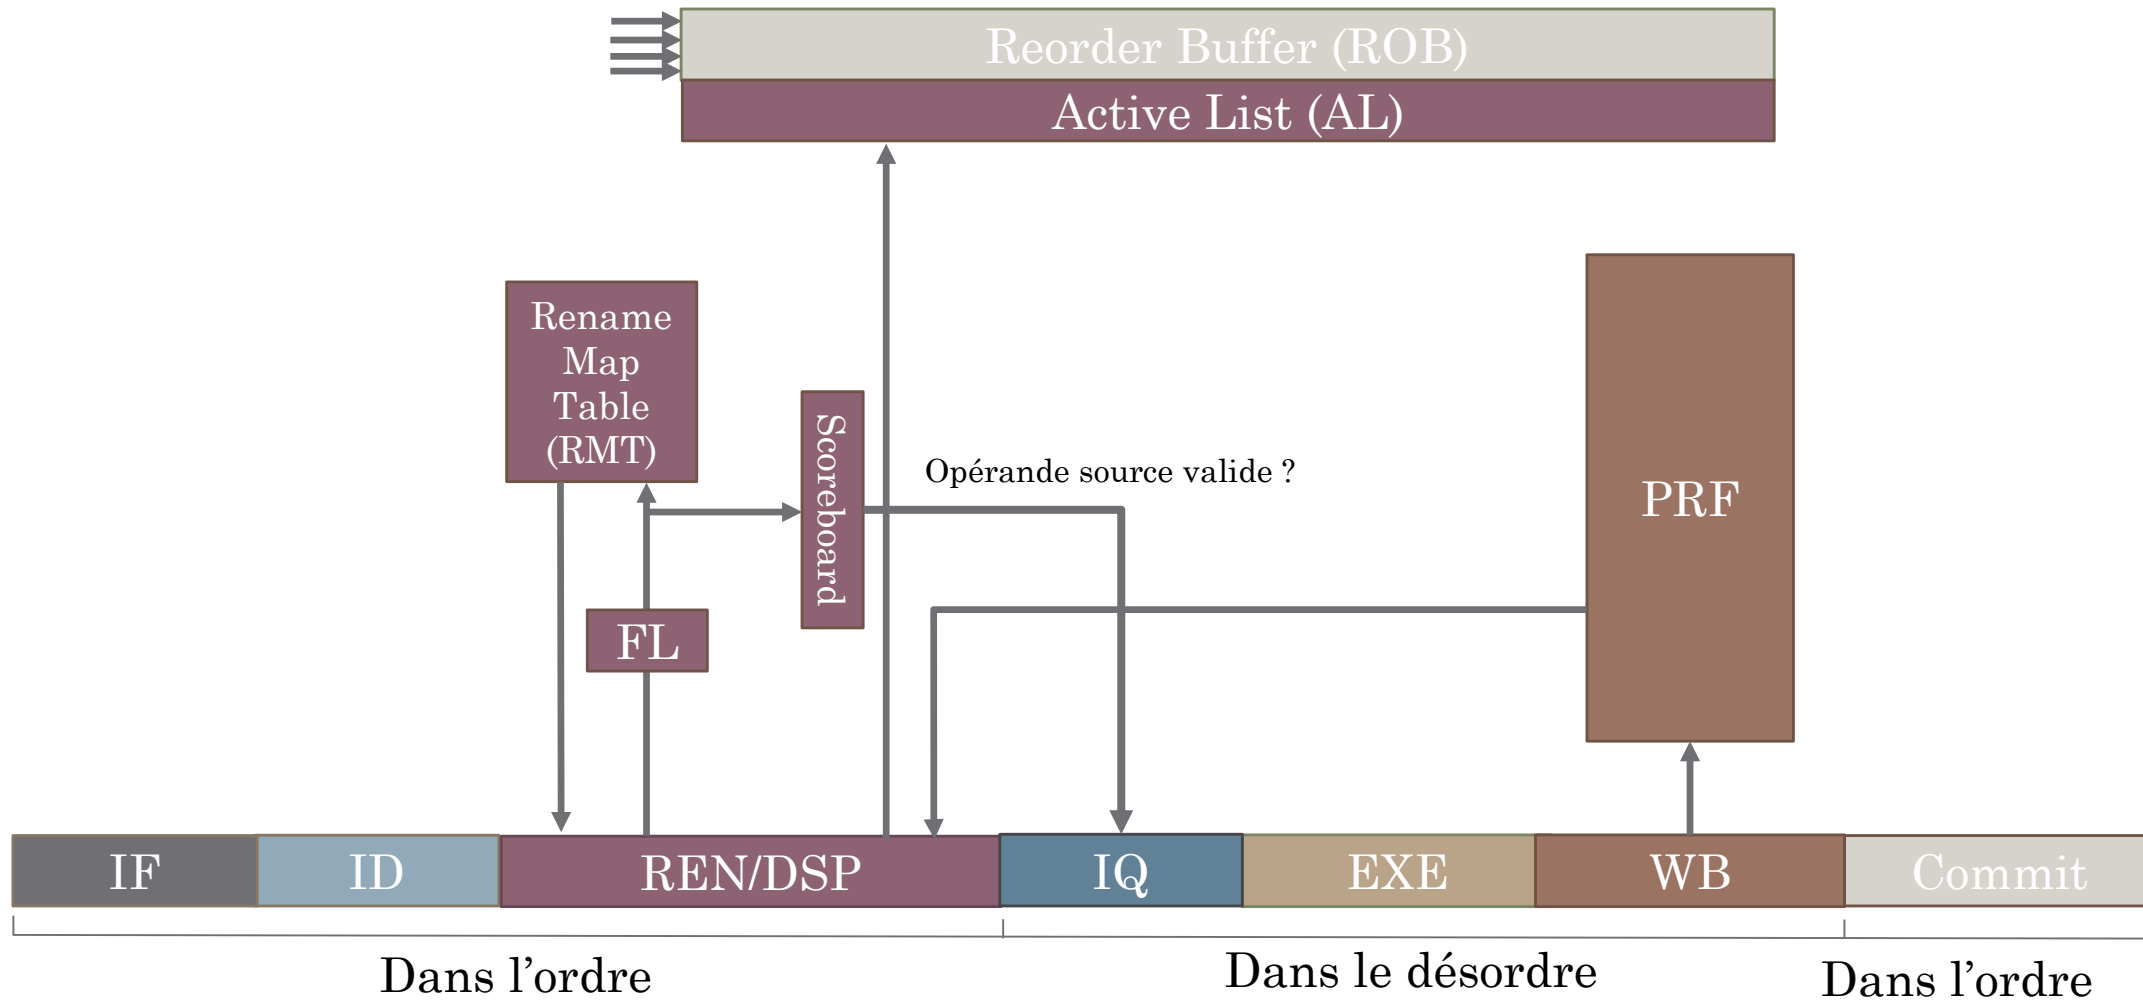 Reorder Buffer (ROB)
Active List (AL)
Rename
Map
Table
(RMT)
Scoreboard
Opérande source valide ?
PRF
FL
IF
ID
REN/DSP
IQ
EXE
WB
Commit
Dans l'ordre
Dans le désordre
Dans l'ordre